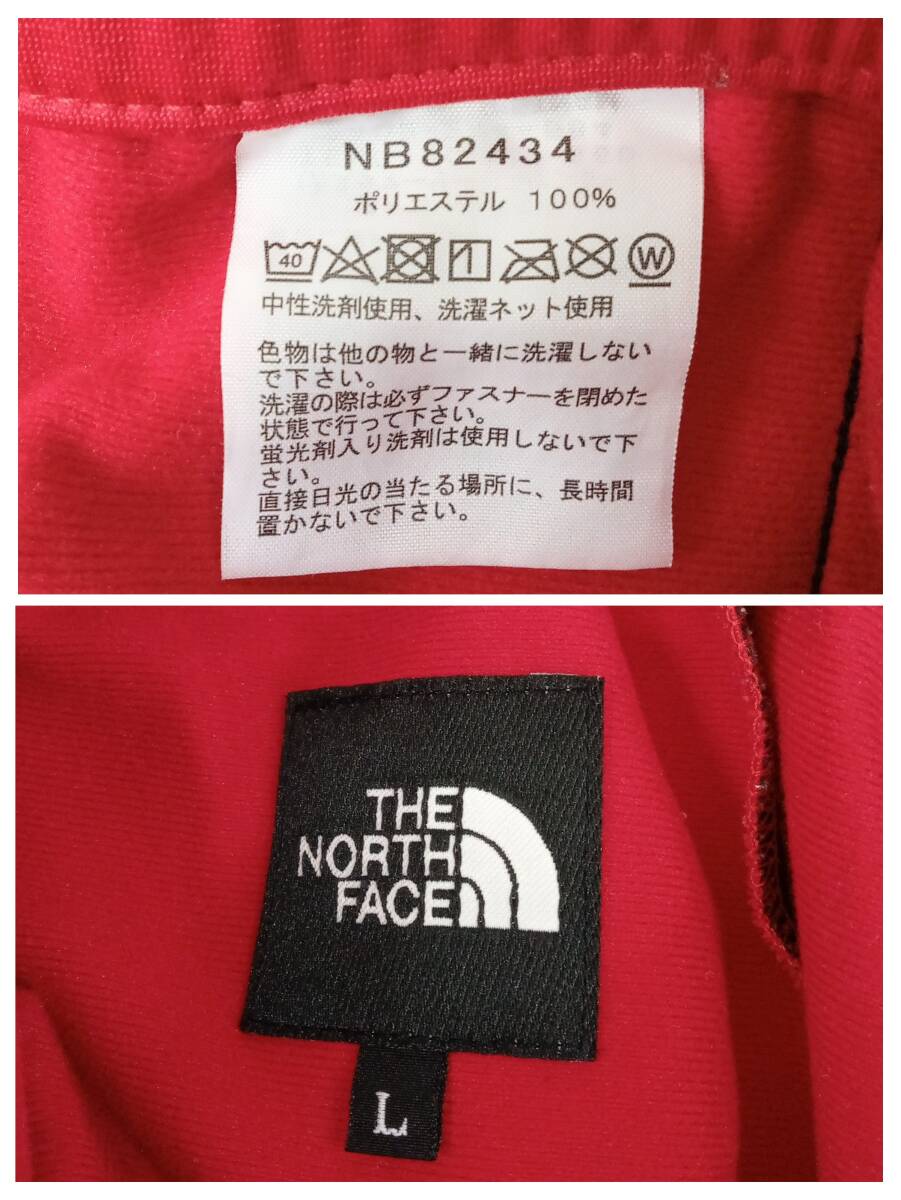 NB82434
ポリエステル 100%
40
W
中性洗剤使用、洗濯ネット使用
色物は他の物と一緒に洗濯しない
で下さい。
洗濯の際は必ずファスナーを閉めた
状態で行って下さい。
蛍光剤入り洗剤は使用しないで下
さい。
直接日光の当たる場所に、長時間
置かないで下さい。
THE
NORTH
FACE
L